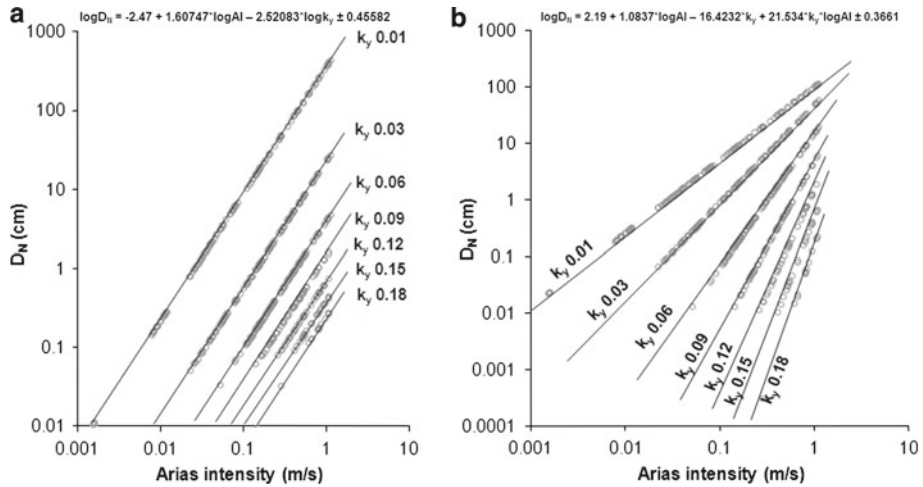 a
logD_N = -2.47 + 1.60747*logAI – 2.52083*logk_y ± 0.45582
1000
100
10
1
0.1
0.01
D_N (cm)
k_y 0.01
k_y 0.03
k_y 0.06
k_y 0.09
k_y 0.12
k_y 0.15
k_y 0.18
0.001 0.01 0.1 1 10
Arias intensity (m/s)
b
logD_N = 2.19 + 1.0837*logAI – 16.4232*k_y + 21.534*k_y*logAI ± 0.3661
1000
100
10
1
0.1
0.01
0.001
0.0001
D_N (cm)
k_y 0.01
k_y 0.03
k_y 0.06
k_y 0.09
k_y 0.12
k_y 0.15
k_y 0.18
0.001 0.01 0.1 1 10
Arias intensity (m/s)